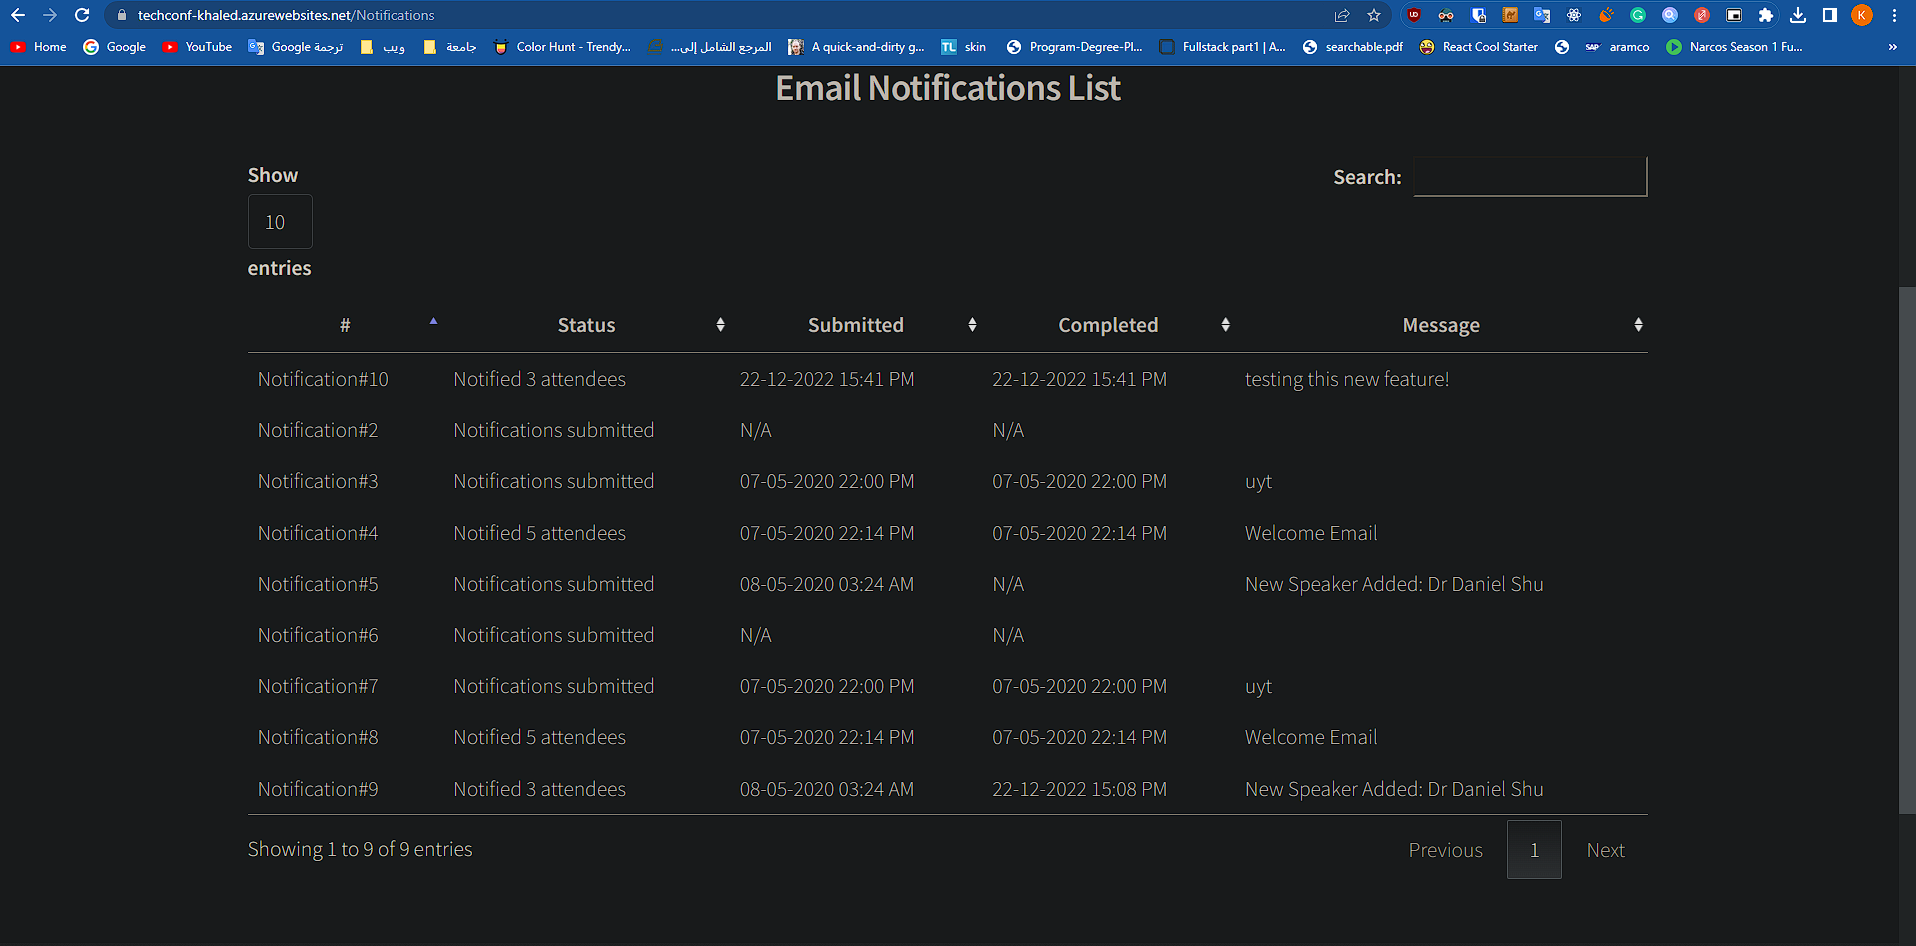 techconf-khaled.azurewebsites.net/Notifications
Home Google YouTube Google ترجمة ويب جامعة Color Hunt - Trendy... المرجع الشامل إلى... A quick-and-dirty g... TL skin Program-Degree-Pl... Fullstack part1 | A... searchable.pdf React Cool Starter SAP aramco Narcos Season 1 Fu... »
Email Notifications List
Show
Search:
10
entries
# Status Submitted Completed Message
Notification#10 Notified 3 attendees 22-12-2022 15:41 PM 22-12-2022 15:41 PM testing this new feature!
Notification#2 Notifications submitted N/A N/A
Notification#3 Notifications submitted 07-05-2020 22:00 PM 07-05-2020 22:00 PM uyt
Notification#4 Notified 5 attendees 07-05-2020 22:14 PM 07-05-2020 22:14 PM Welcome Email
Notification#5 Notifications submitted 08-05-2020 03:24 AM N/A New Speaker Added: Dr Daniel Shu
Notification#6 Notifications submitted N/A N/A
Notification#7 Notifications submitted 07-05-2020 22:00 PM 07-05-2020 22:00 PM uyt
Notification#8 Notified 5 attendees 07-05-2020 22:14 PM 07-05-2020 22:14 PM Welcome Email
Notification#9 Notified 3 attendees 08-05-2020 03:24 AM 22-12-2022 15:08 PM New Speaker Added: Dr Daniel Shu
Showing 1 to 9 of 9 entries
Previous 1 Next